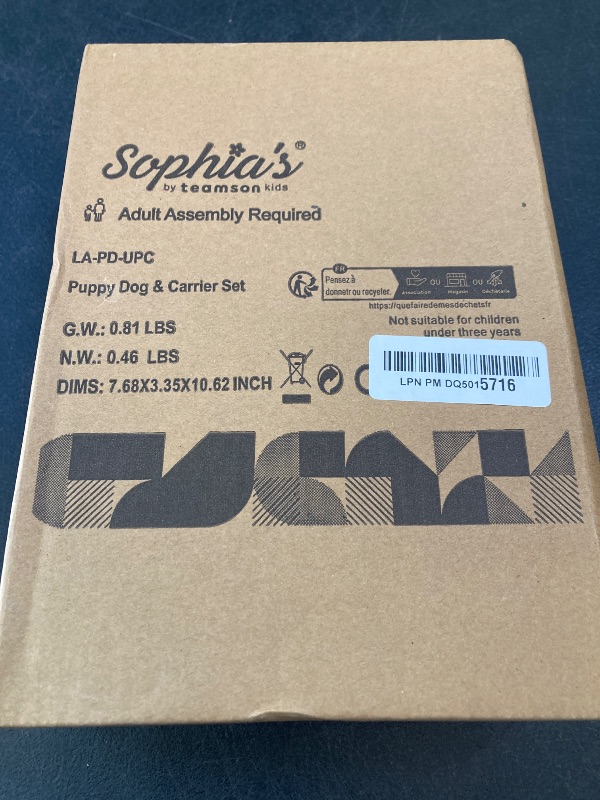 Sophia's®
by teamson kids
Adult Assembly Required
LA-PD-UPC
Puppy Dog & Carrier Set
G.W.: 0.81 LBS
N.W.: 0.46 LBS
DIMS: 7.68X3.35X10.62 INCH
FR
Pensez à
donner ou recycler.
Association
OU
Magasin
OU
Déchèterie
https://quefairedemesdechetsfr
Not suitable for children
under three years
LPN PM DQ5015716